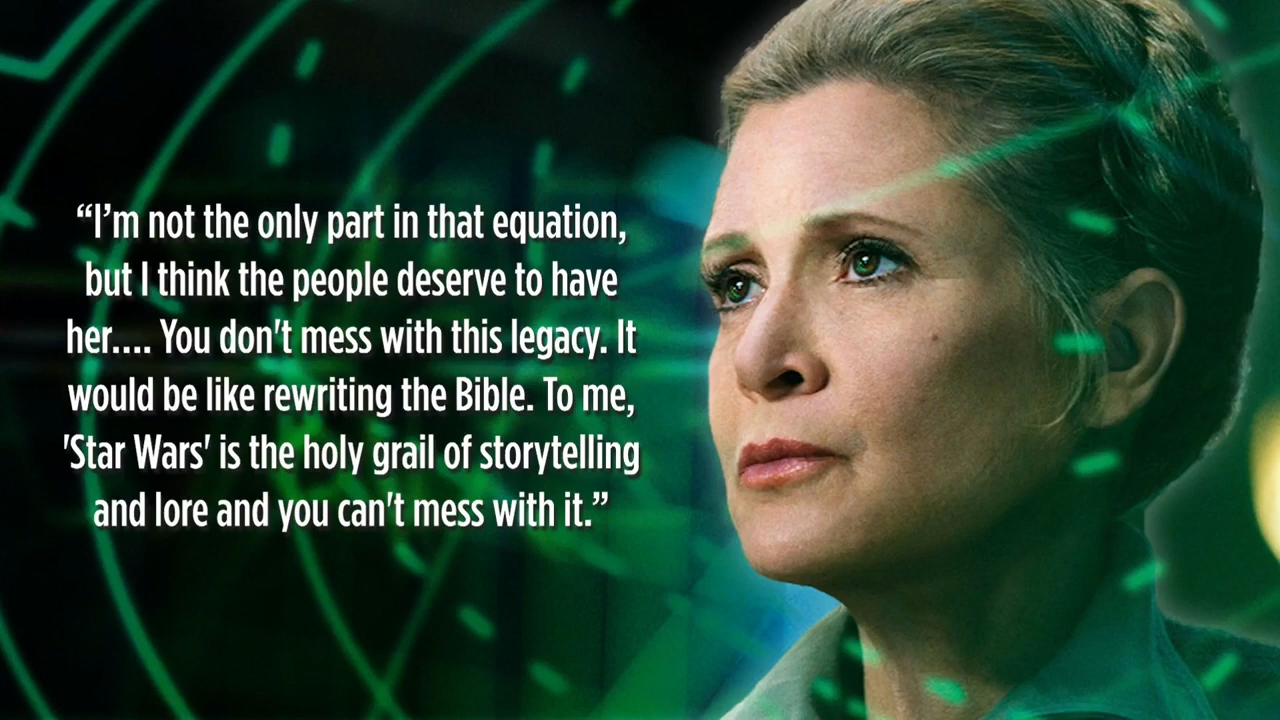 “I’m not the only part in that equation,
but I think the people deserve to have
her.... You don't mess with this legacy. It
would be like rewriting the Bible. To me,
'Star Wars' is the holy grail of storytelling
and lore and you can't mess with it.”